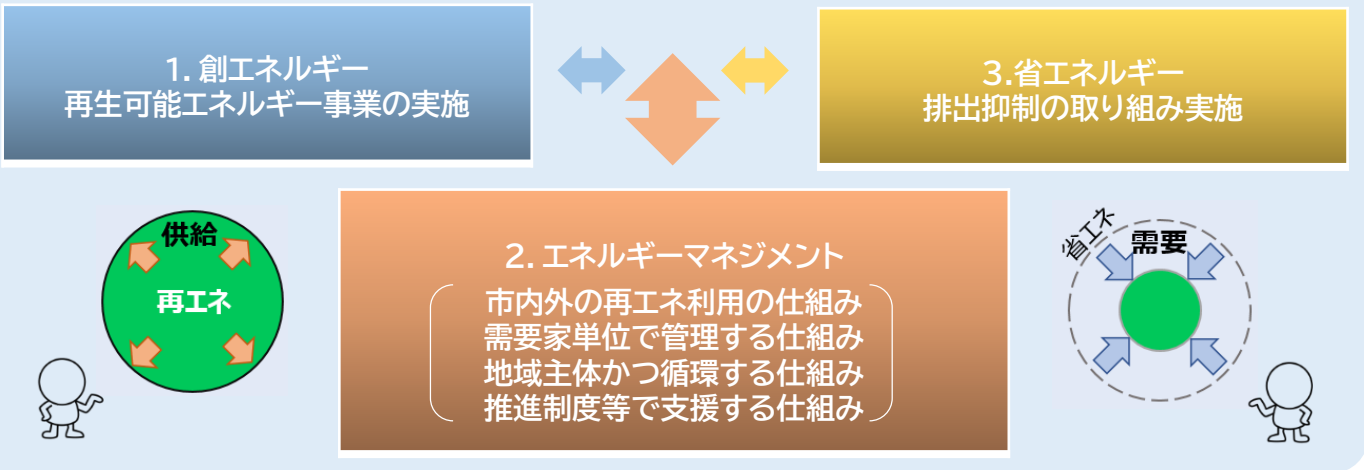 1. 創エネルギー
再生可能エネルギー事業の実施
3.省エネルギー
排出抑制の取り組み実施
供給
再エネ
2. エネルギーマネジメント
市内外の再エネ利用の仕組み
需要家単位で管理する仕組み
地域主体かつ循環する仕組み
推進制度等で支援する仕組み
省エネ
需要